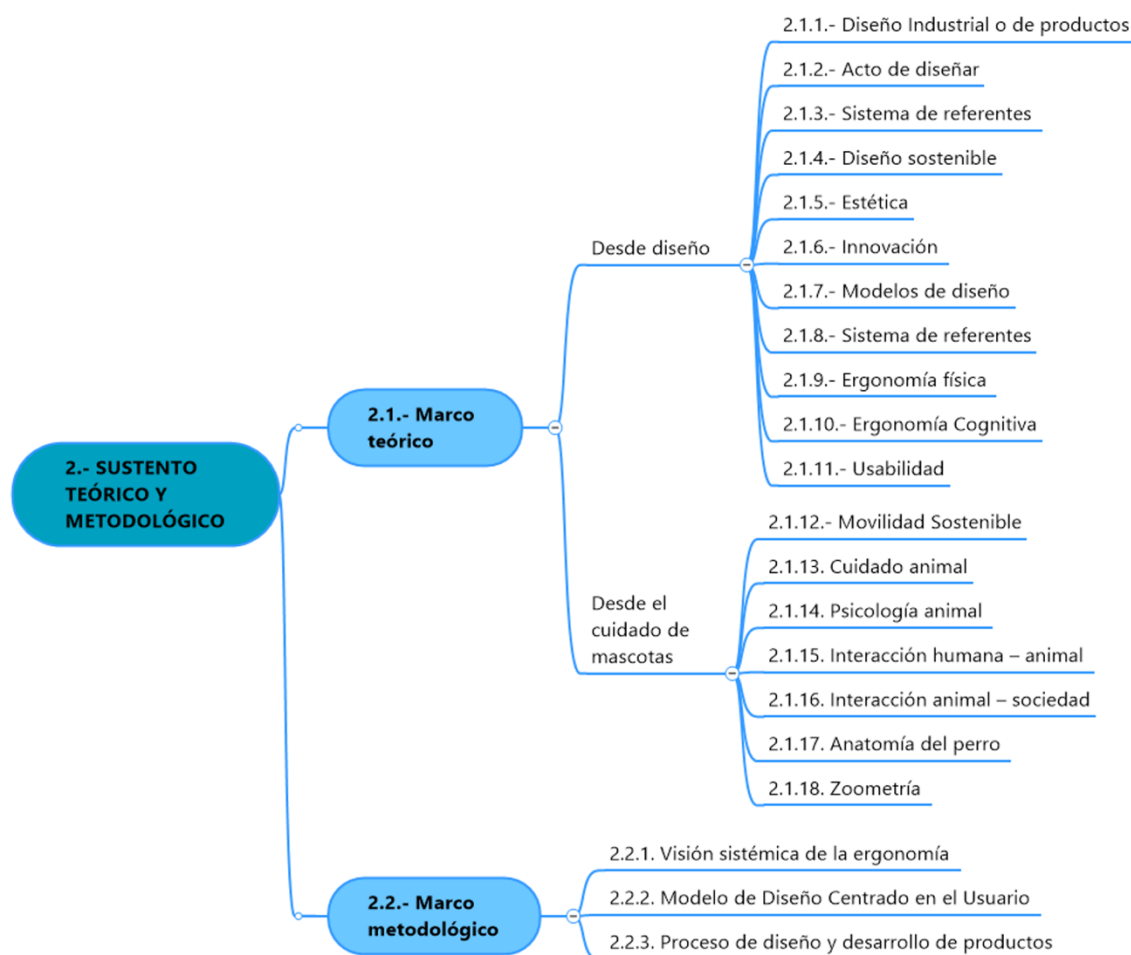 2.- SUSTENTO
TEÓRICO Y
METODOLÓGICO
2.1.- Marco
teórico
Desde diseño
2.1.1.- Diseño Industrial o de productos
2.1.2.- Acto de diseñar
2.1.3.- Sistema de referentes
2.1.4.- Diseño sostenible
2.1.5.- Estética
2.1.6.- Innovación
2.1.7.- Modelos de diseño
2.1.8.- Sistema de referentes
2.1.9.- Ergonomía física
2.1.10.- Ergonomía Cognitiva
2.1.11.- Usabilidad
Desde el
cuidado de
mascotas
2.1.12.- Movilidad Sostenible
2.1.13. Cuidado animal
2.1.14. Psicología animal
2.1.15. Interacción humana – animal
2.1.16. Interacción animal – sociedad
2.1.17. Anatomía del perro
2.1.18. Zoometría
2.2.- Marco
metodológico
2.2.1. Visión sistémica de la ergonomía
2.2.2. Modelo de Diseño Centrado en el Usuario
2.2.3. Proceso de diseño y desarrollo de productos